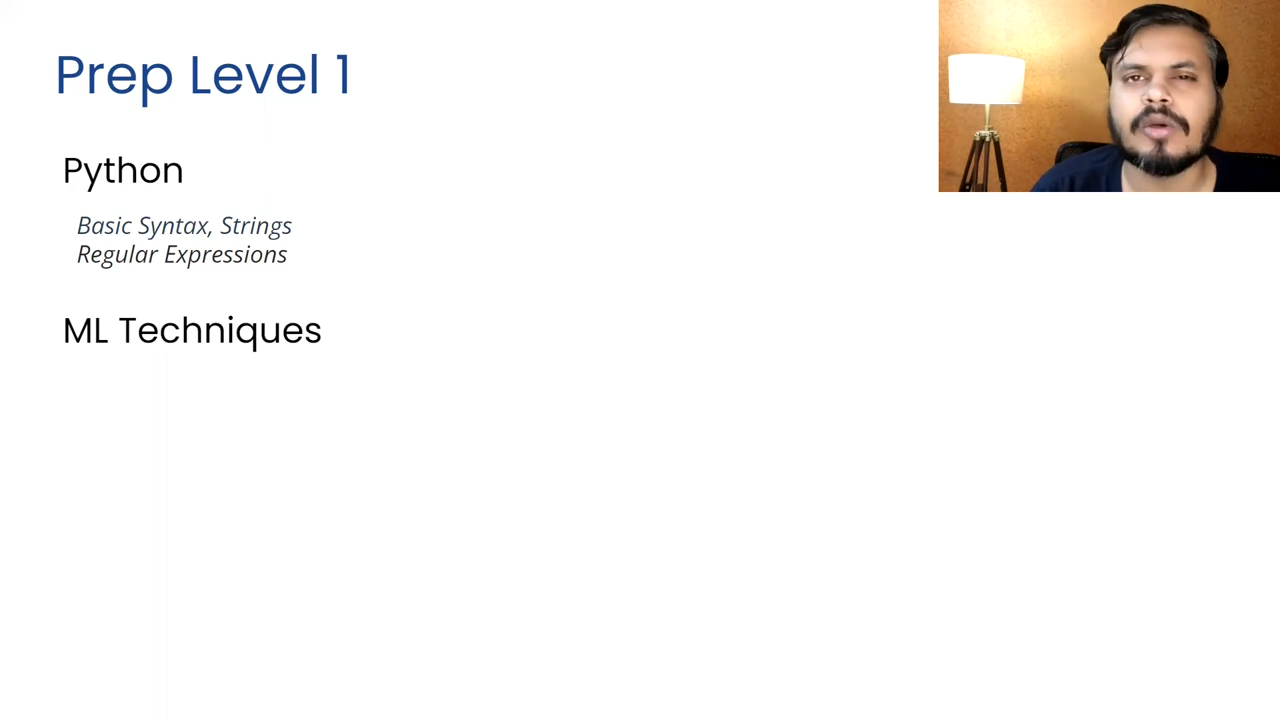 Prep Level 1
Python
Basic Syntax, Strings
Regular Expressions
ML Techniques